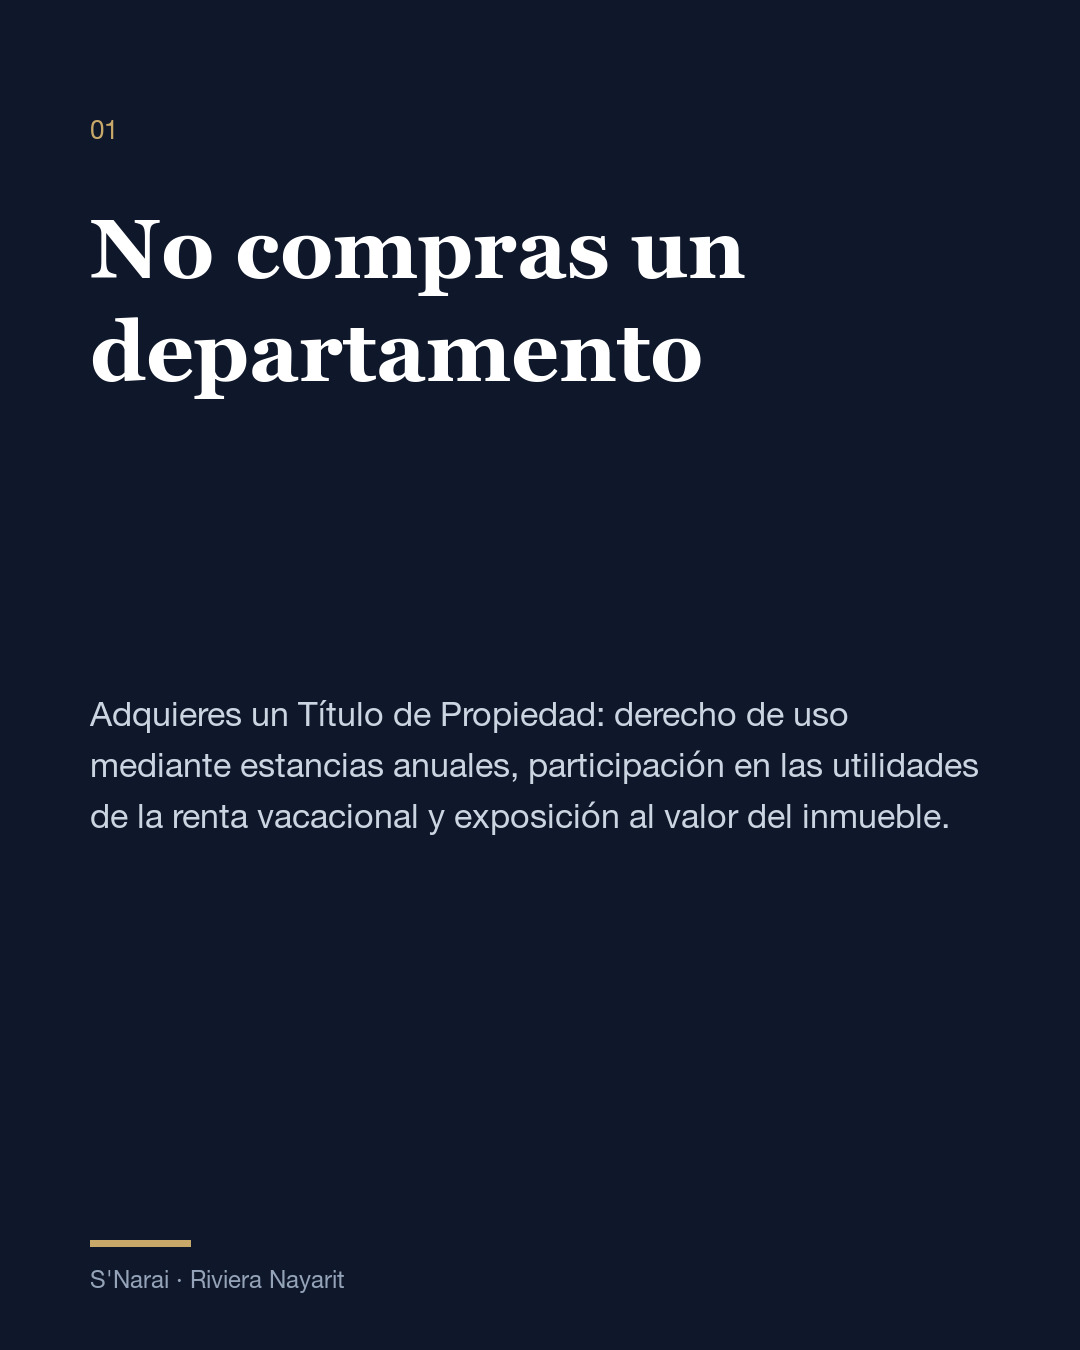 01
No compras un
departamento
Adquieres un Título de Propiedad: derecho de uso
mediante estancias anuales, participación en las utilidades
de la renta vacacional y exposición al valor del inmueble.
S'Narai · Riviera Nayarit